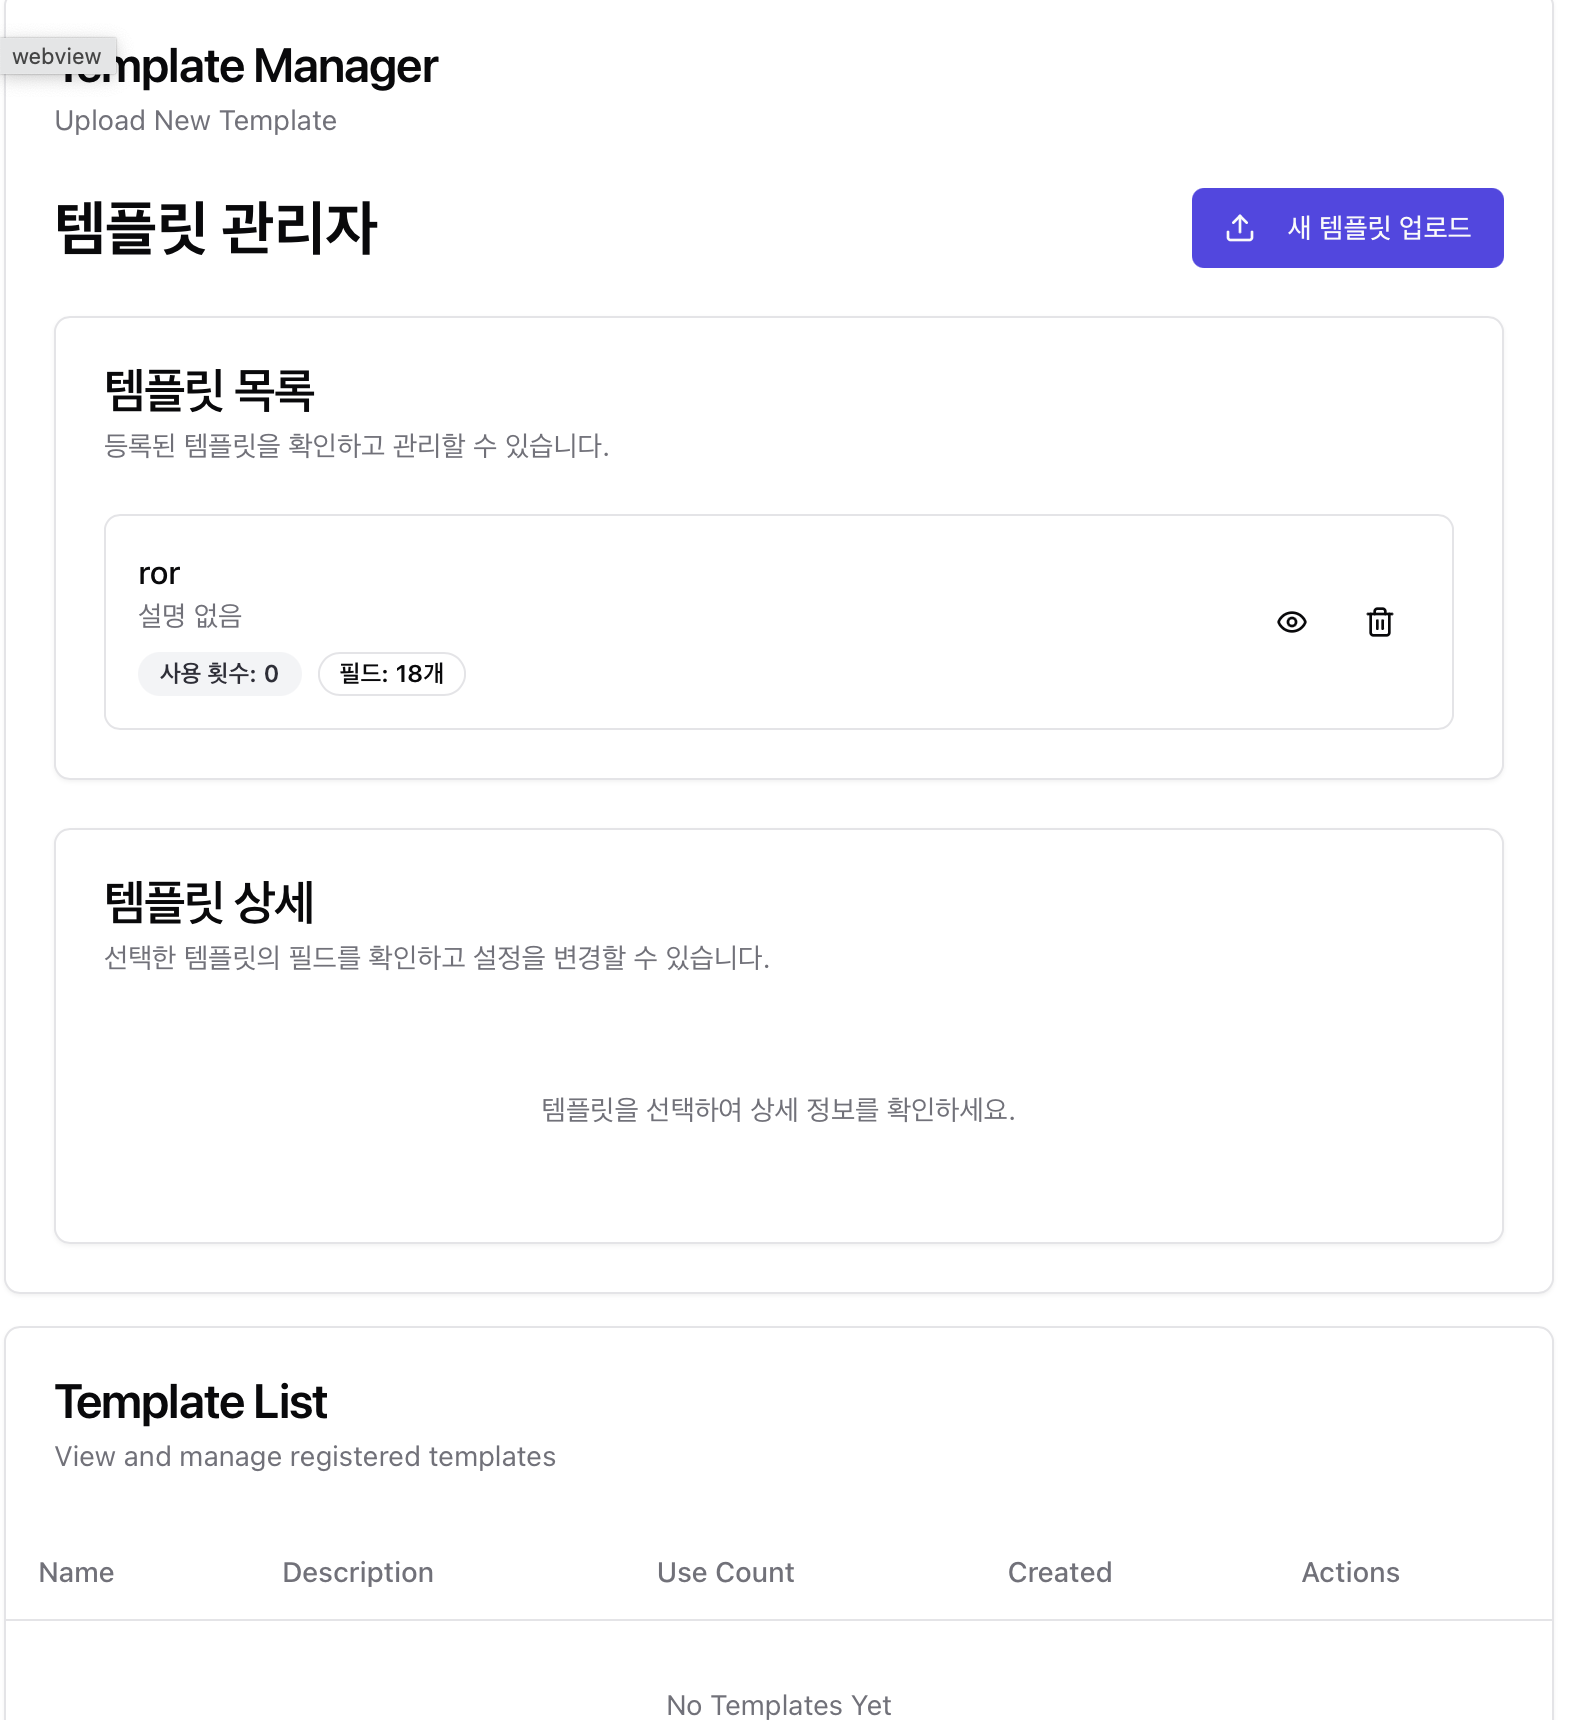 webview
Template Manager
Upload New Template
템플릿 관리자
새 템플릿 업로드
템플릿 목록
등록된 템플릿을 확인하고 관리할 수 있습니다.
ror
설명 없음
사용 횟수: 0
필드: 18개
템플릿 상세
선택한 템플릿의 필드를 확인하고 설정을 변경할 수 있습니다.
템플릿을 선택하여 상세 정보를 확인하세요.
Template List
View and manage registered templates
Name Description Use Count Created Actions
No Templates Yet